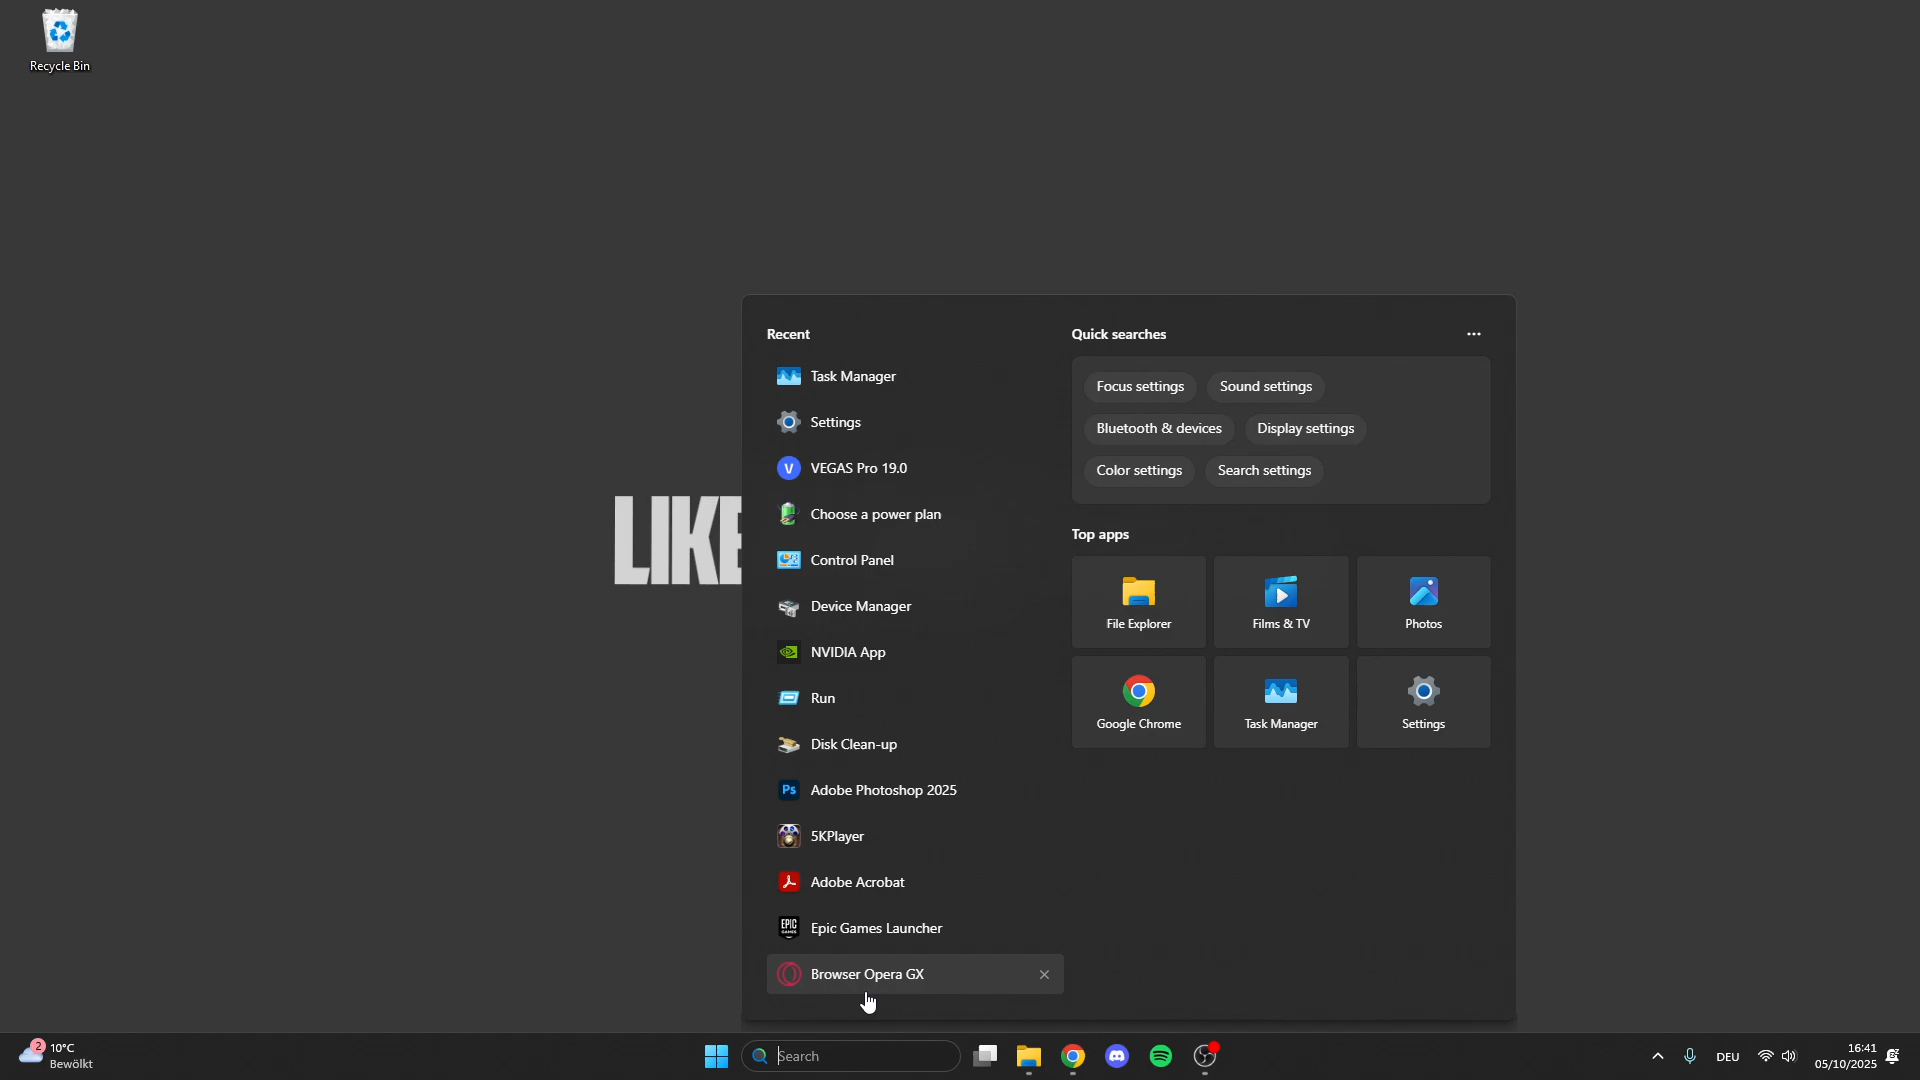 Recycle Bin
LIKE
Recent
Task Manager
Settings
VEGAS Pro 19.0
Choose a power plan
Control Panel
Device Manager
NVIDIA App
Run
Disk Clean-up
Adobe Photoshop 2025
5KPlayer
Adobe Acrobat
Epic Games Launcher
Browser Opera GX
Quick searches
Focus settings Sound settings
Bluetooth & devices Display settings
Color settings Search settings
Top apps
File Explorer Films & TV Photos
Google Chrome Task Manager Settings
2 10°C
Bewölkt
Search
DEU
16:41
05/10/2025